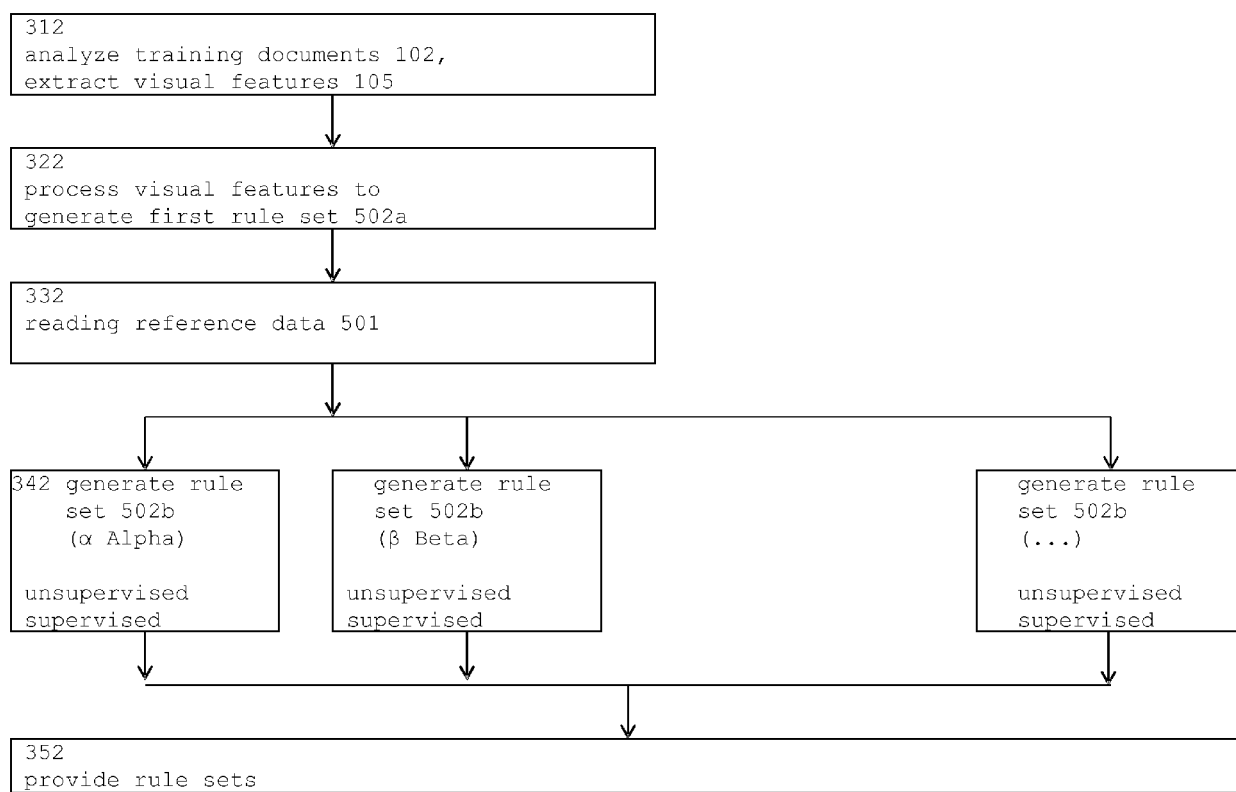 312
analyze training documents 102,
extract visual features 105
322
process visual features to
generate first rule set 502a
332
reading reference data 501
342 generate rule
set 502b
(α Alpha)
unsupervised
supervised
generate rule
set 502b
(β Beta)
unsupervised
supervised
generate rule
set 502b
(...)
unsupervised
supervised
352
provide rule sets